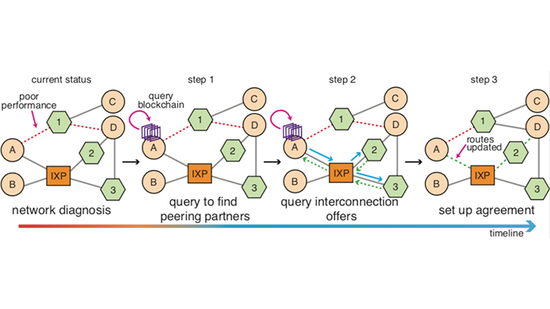 current status
step 1
step 2
step 3
poor
performance
query
blockchain
routes
updated
1
C
D
A
2
B
IXP
3
1
C
D
A
2
B
IXP
3
1
C
D
A
2
B
IXP
3
1
C
D
A
2
B
IXP
3
network diagnosis
query to find
peering partners
query interconnection
offers
set up agreement
timeline